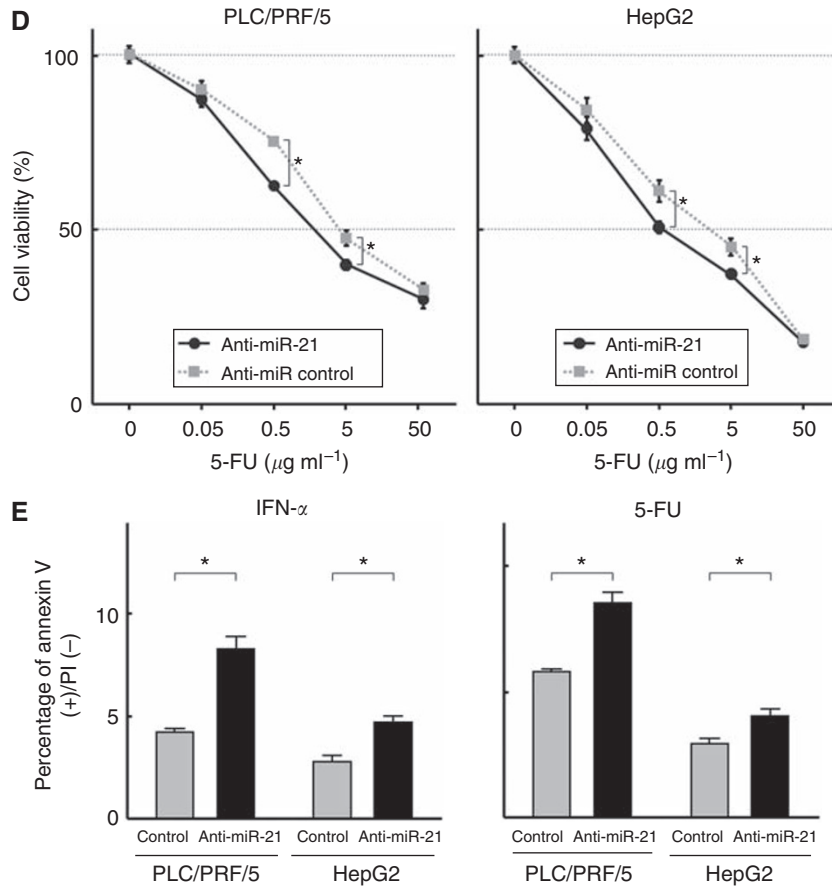 D
PLC/PRF/5
HepG2
Cell viability (%)
100
50
0
*
*
*
*
Anti-miR-21
Anti-miR control
Anti-miR-21
Anti-miR control
0 0.05 0.5 5 50
0 0.05 0.5 5 50
5-FU (μg ml⁻¹)
5-FU (μg ml⁻¹)
E
IFN-α
5-FU
Percentage of annexin V
(+)/PI (−)
10
5
0
*
*
*
*
Control Anti-miR-21 Control Anti-miR-21
Control Anti-miR-21 Control Anti-miR-21
PLC/PRF/5 HepG2
PLC/PRF/5 HepG2